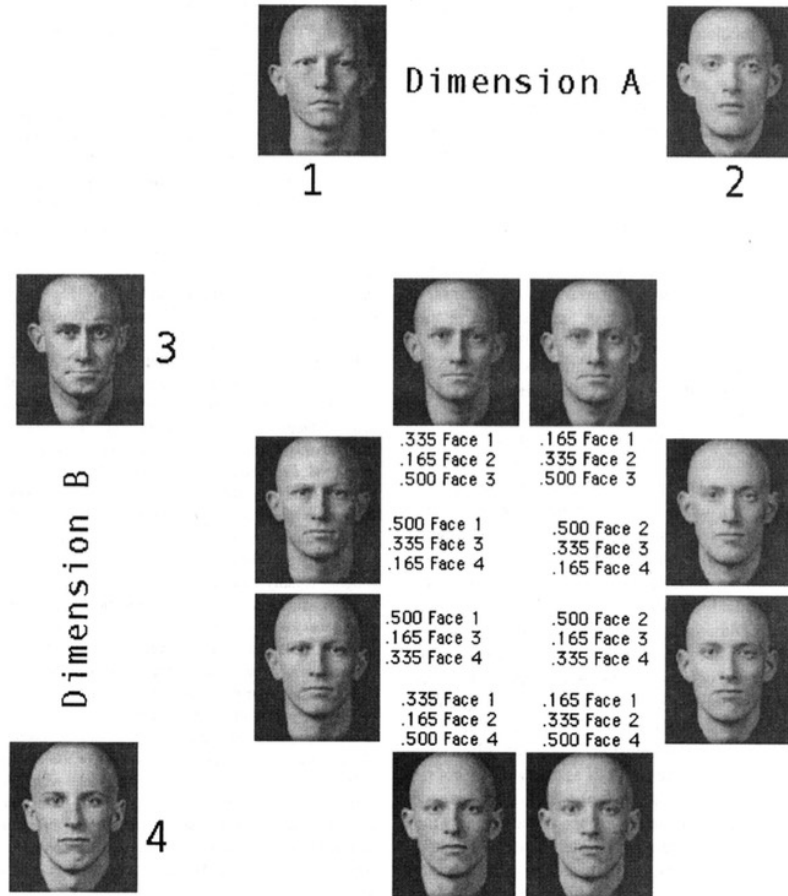 Dimension A
1
2
3
.335 Face 1
.165 Face 2
.500 Face 3
.165 Face 1
.335 Face 2
.500 Face 3
Dimension B
.500 Face 1
.335 Face 3
.165 Face 4
.500 Face 2
.335 Face 3
.165 Face 4
.500 Face 1
.165 Face 3
.335 Face 4
.500 Face 2
.165 Face 3
.335 Face 4
.335 Face 1
.165 Face 2
.500 Face 4
.165 Face 1
.335 Face 2
.500 Face 4
4